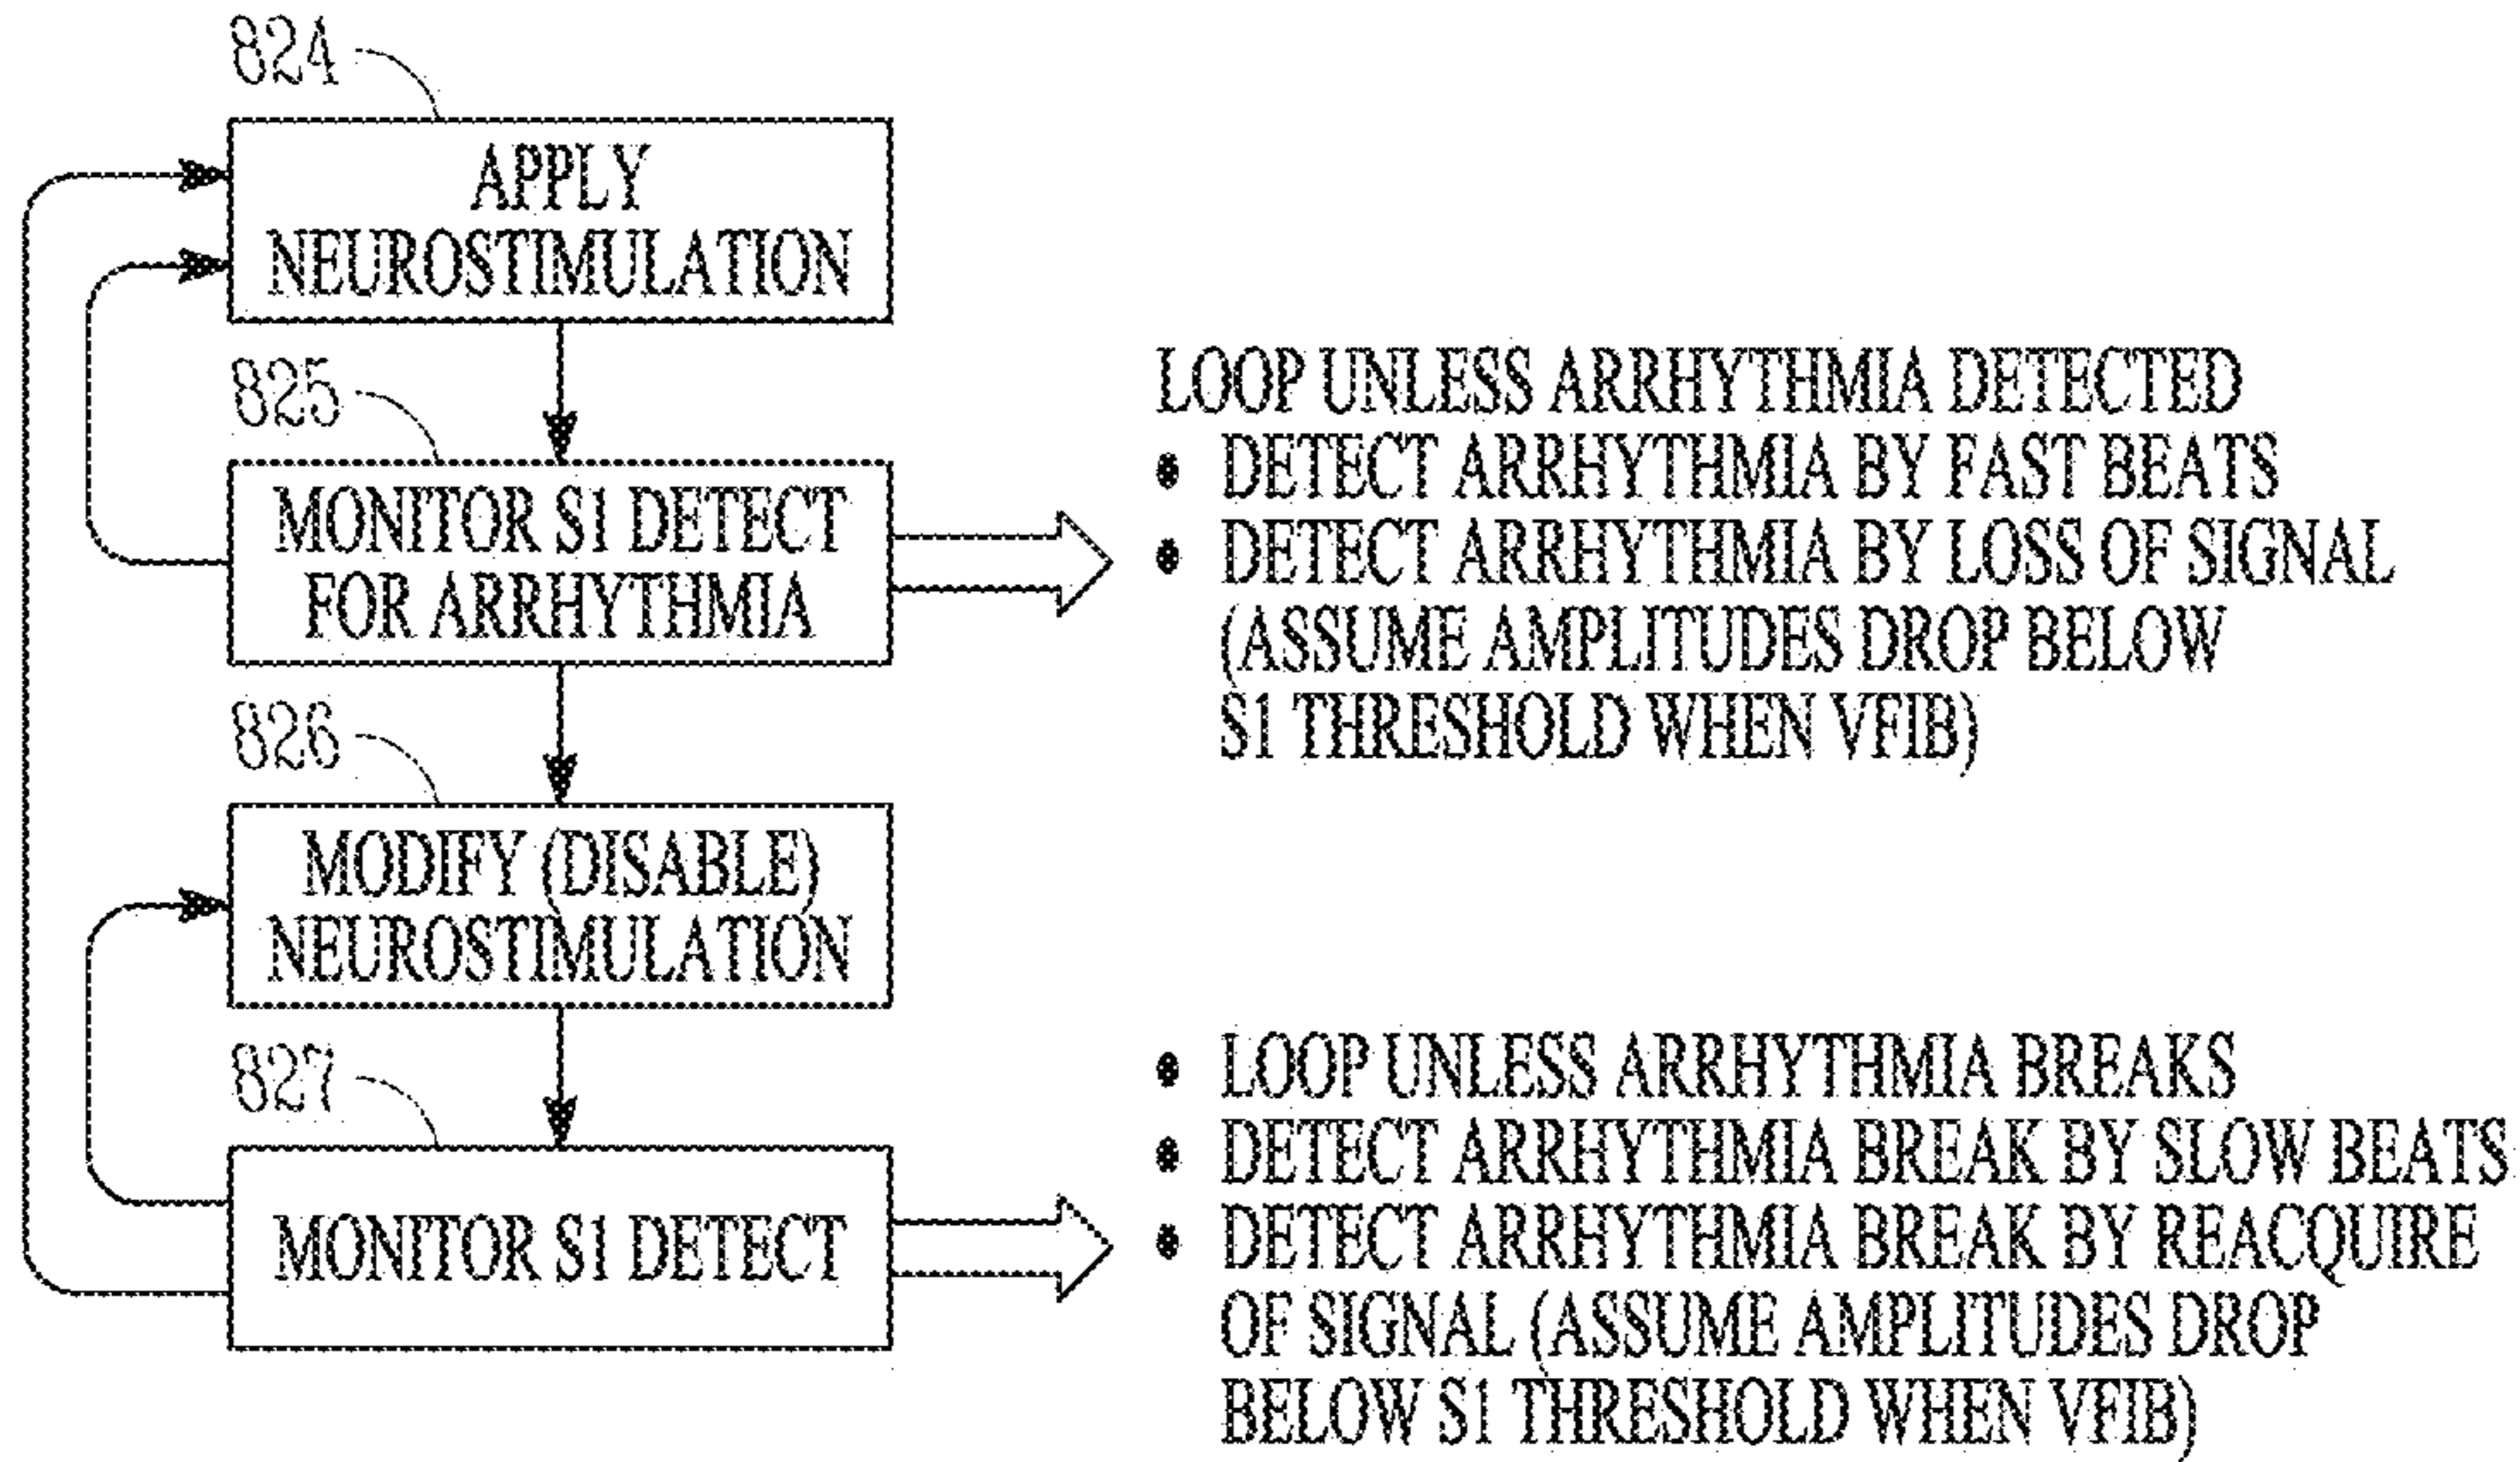 824
APPLY
NEUROSTIMULATION
825
MONITOR S1 DETECT
FOR ARRHYTHMIA
LOOP UNLESS ARRHYTHMIA DETECTED
• DETECT ARRHYTHMIA BY FAST BEATS
• DETECT ARRHYTHMIA BY LOSS OF SIGNAL
(ASSUME AMPLITUDES DROP BELOW
S1 THRESHOLD WHEN VFIB)
826
MODIFY (DISABLE)
NEUROSTIMULATION
827
MONITOR S1 DETECT
• LOOP UNLESS ARRHYTHMIA BREAKS
• DETECT ARRHYTHMIA BREAK BY SLOW BEATS
• DETECT ARRHYTHMIA BREAK BY REACQUIRE
OF SIGNAL (ASSUME AMPLITUDES DROP
BELOW S1 THRESHOLD WHEN VFIB)